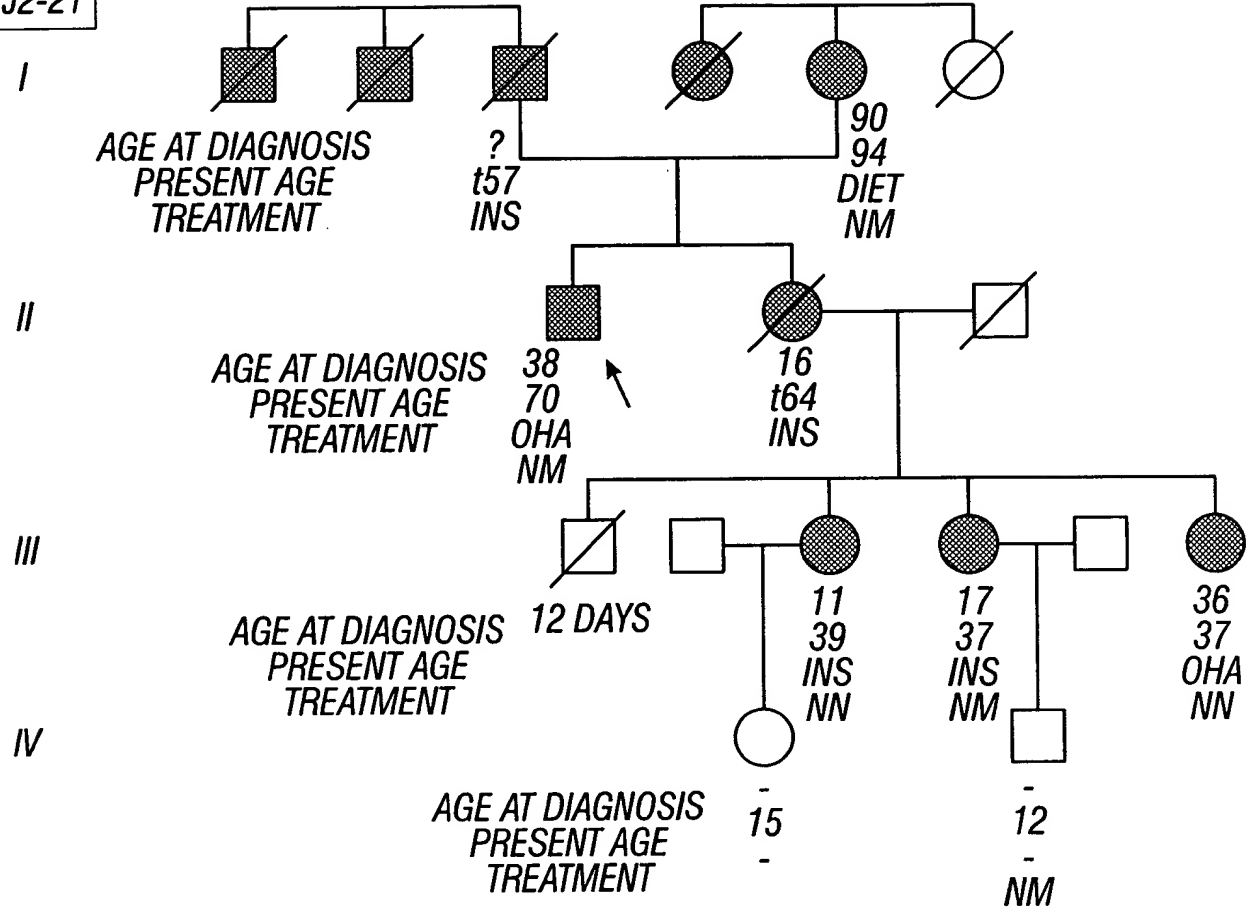 J2-21
I
AGE AT DIAGNOSIS
PRESENT AGE
TREATMENT
?
t57
INS
90
94
DIET
NM
II
AGE AT DIAGNOSIS
PRESENT AGE
TREATMENT
38
70
OHA
NM
16
t64
INS
III
12 DAYS
AGE AT DIAGNOSIS
PRESENT AGE
TREATMENT
11
39
INS
NN
17
37
INS
NM
36
37
OHA
NN
IV
AGE AT DIAGNOSIS
PRESENT AGE
TREATMENT
-
15
-
-
12
-
NM